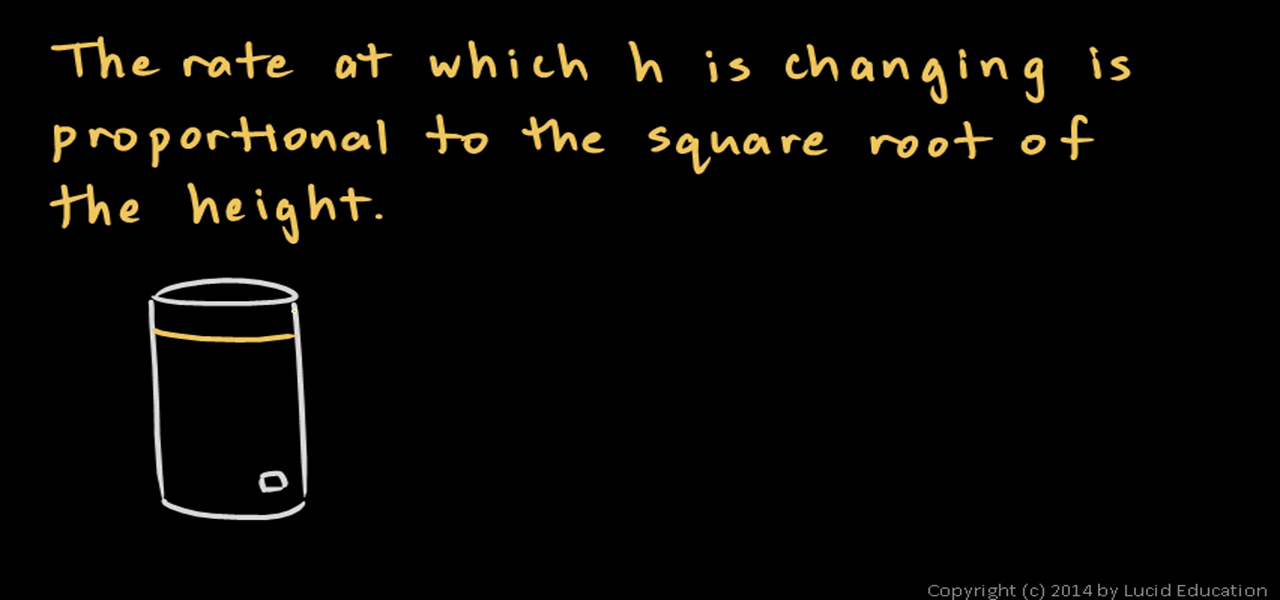 The rate at which h is changing is
proportional to the square root of
the height.
Copyright (c) 2014 by Lucid Education